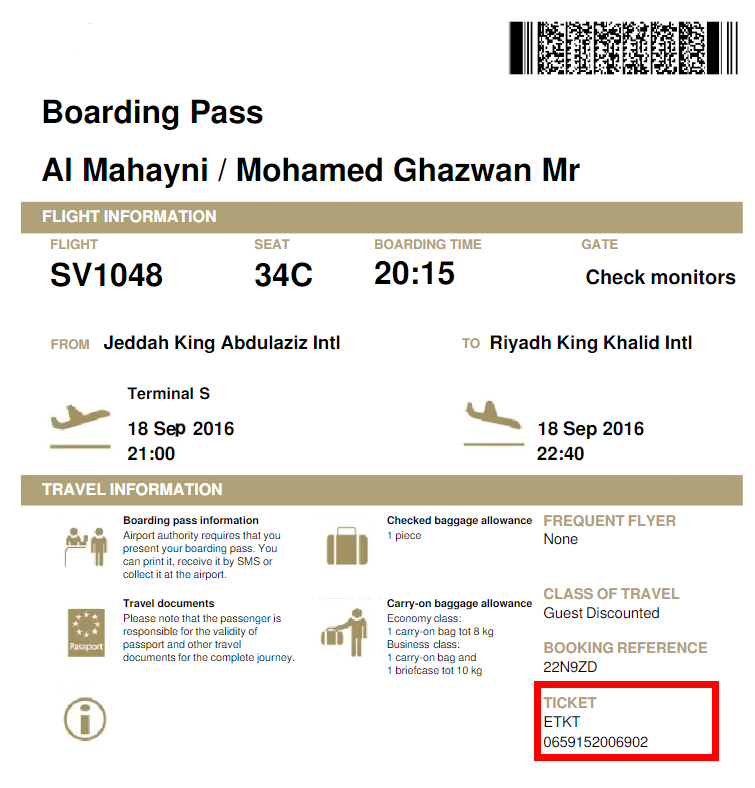 Boarding Pass
Al Mahayni / Mohamed Ghazwan Mr
FLIGHT INFORMATION
FLIGHT SEAT BOARDING TIME GATE
SV1048 34C 20:15 Check monitors
FROM Jeddah King Abdulaziz Intl TO Riyadh King Khalid Intl
Terminal S
18 Sep 2016 18 Sep 2016
21:00 22:40
TRAVEL INFORMATION
Boarding pass information
Airport authority requires that you
present your boarding pass. You
can print it, receive it by SMS or
collect it at the airport.
Checked baggage allowance
1 piece
FREQUENT FLYER
None
Travel documents
Please note that the passenger is
responsible for the validity of
passport and other travel
documents for the complete journey.
Passport
Carry-on baggage allowance
Economy class:
1 carry-on bag tot 8 kg
Business class:
1 carry-on bag and
1 briefcase tot 10 kg
CLASS OF TRAVEL
Guest Discounted
BOOKING REFERENCE
22N9ZD
TICKET
ETKT
0659152006902